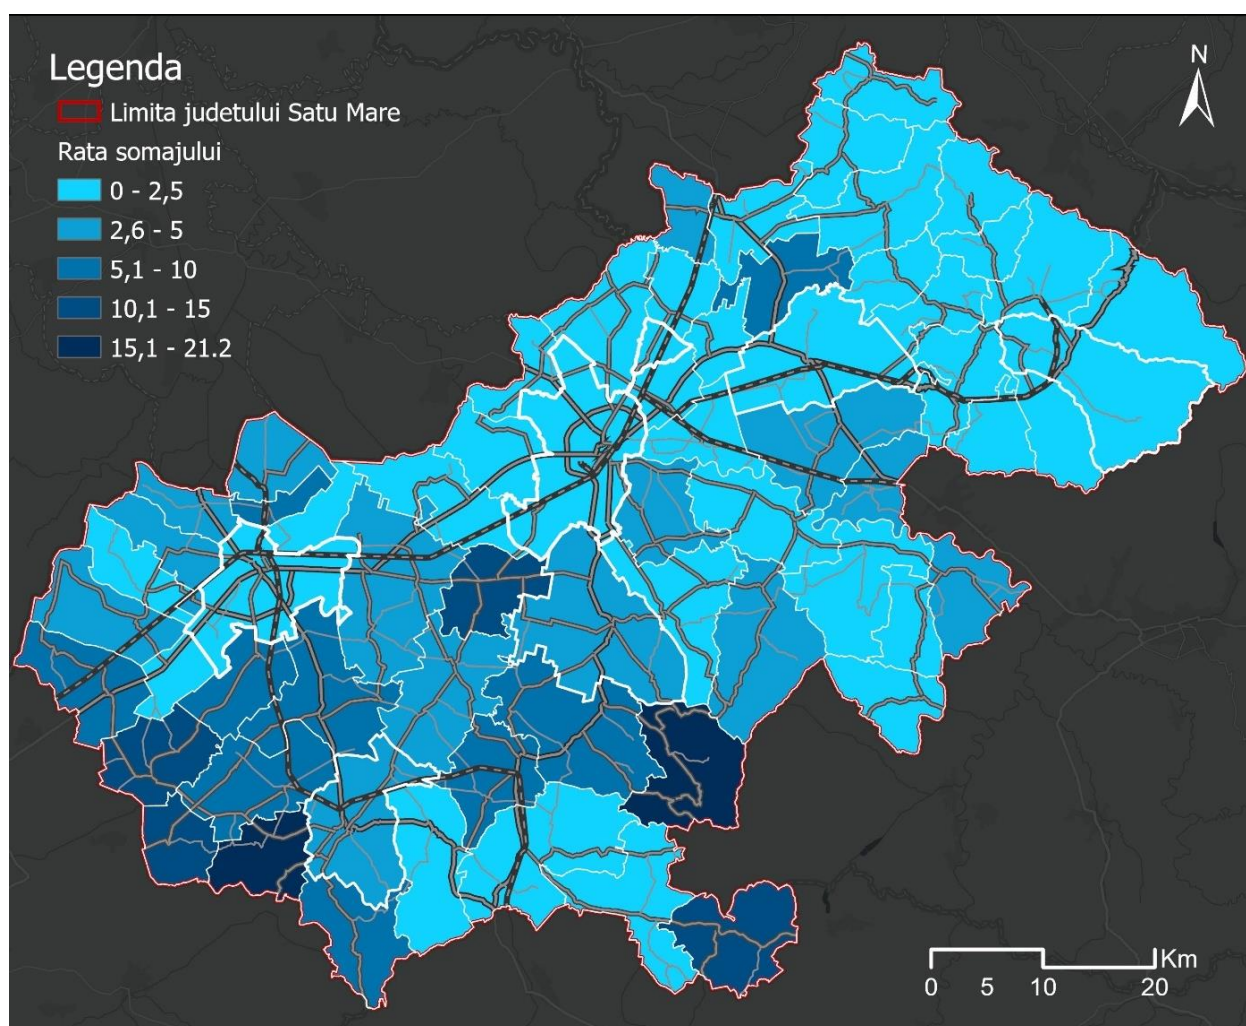 Legenda
Limita judetului Satu Mare
Rata somajului
0 - 2,5
2,6 - 5
5,1 - 10
10,1 - 15
15,1 - 21.2
N
Km
0 5 10 20